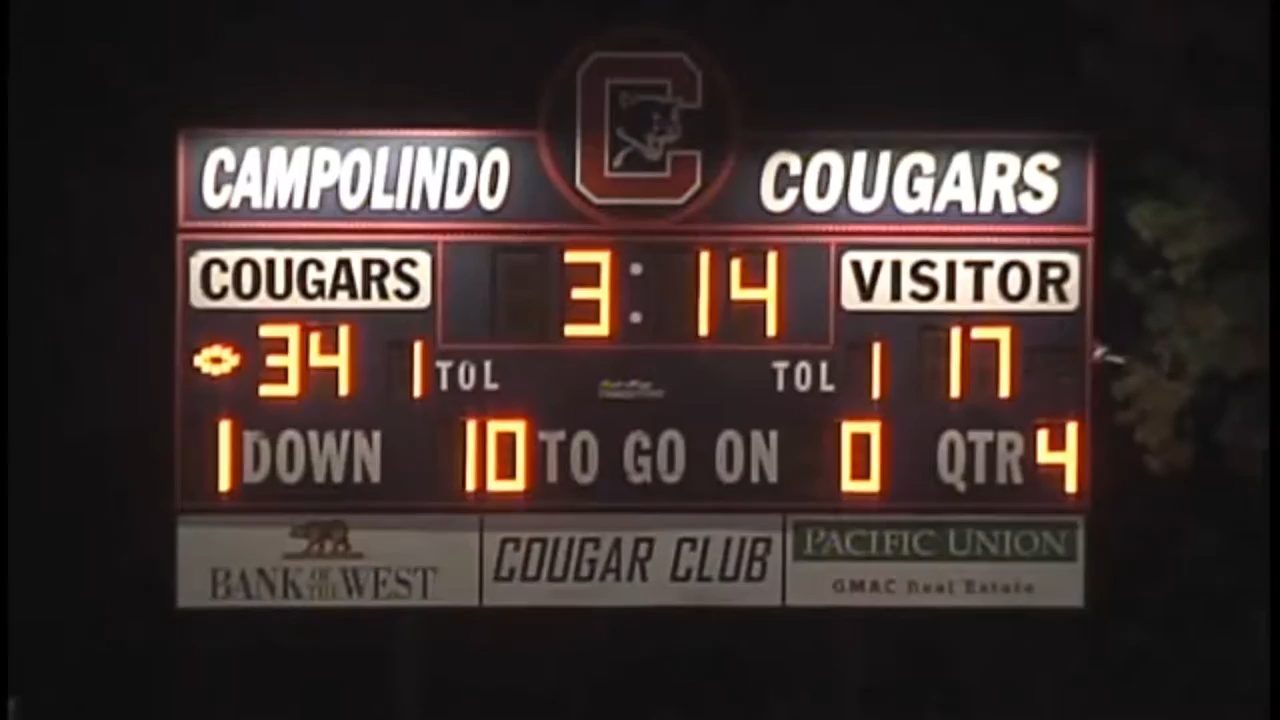 C
CAMPOLINDO COUGARS
COUGARS 3:14 VISITOR
34 1 TOL TOL 1 17
1 DOWN 10 TO GO ON 0 QTR 4
BANK OF THE WEST
COUGAR CLUB
PACIFIC UNION
GMAC Real Estate